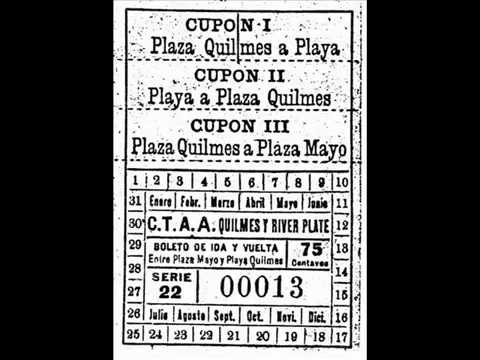 CUPON I
Plaza Quilmes a Playa
CUPON II
Playa a Plaza Quilmes
CUPON III
Plaza Quilmes a Plaza Mayo
1 2 3 4 5 6 7 8 9 10
31 Enero Febr. Marzo Abril Mayo Junio 11
30 C.T.A.A. QUILMES Y RIVER PLATE 12
29 BOLETO DE IDA Y VUELTA 75 13
Entre Plaza Mayo y Playa Quilmes Centavos
28 SERIE 00013 14
27 22 15
26 Julio Agosto Sept. Oct. Novi. Dici. 16
25 24 23 22 21 20 19 18 17